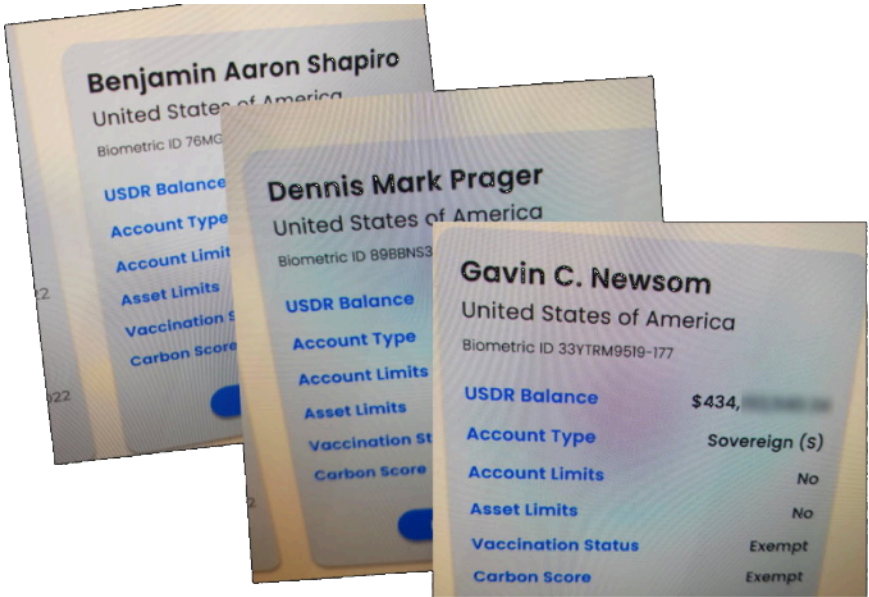 Benjamin Aaron Shapiro
United States of America
Biometric ID 76MG
USDR Balance
Account Type
Account Limit
Asset Limits
Vaccination S
Carbon Score
22
022
Dennis Mark Prager
United States of America
Biometric ID 89BBNS3
USDR Balance
Account Type
Account Limits
Asset Limits
Vaccination St
Carbon Score
2
Gavin C. Newsom
United States of America
Biometric ID 33YTRM9519-177
USDR Balance $434,
Account Type Sovereign (S)
Account Limits No
Asset Limits No
Vaccination Status Exempt
Carbon Score Exempt